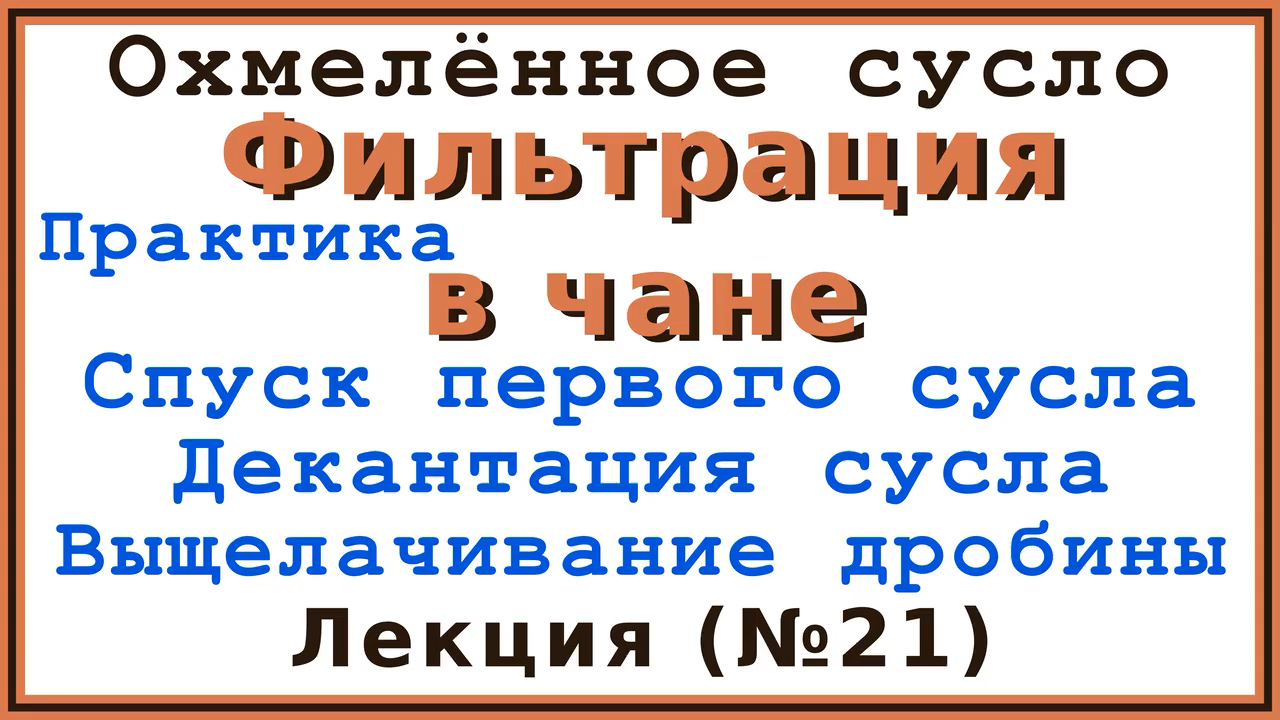 Охмелённое сусло
Фильтрация
Практика
в чане
Спуск первого сусла
Декантация сусла
Выщелачивание дробины
Лекция (№21)